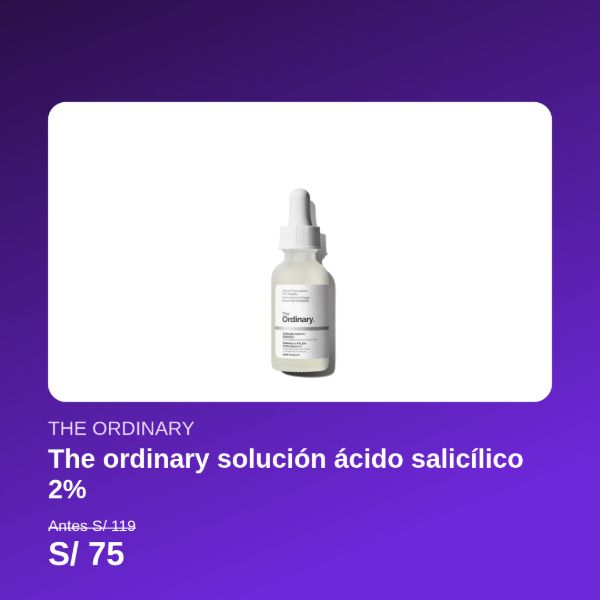 The
Ordinary.
THE ORDINARY
The ordinary solución ácido salicílico
2%
Antes S/ 119
S/ 75